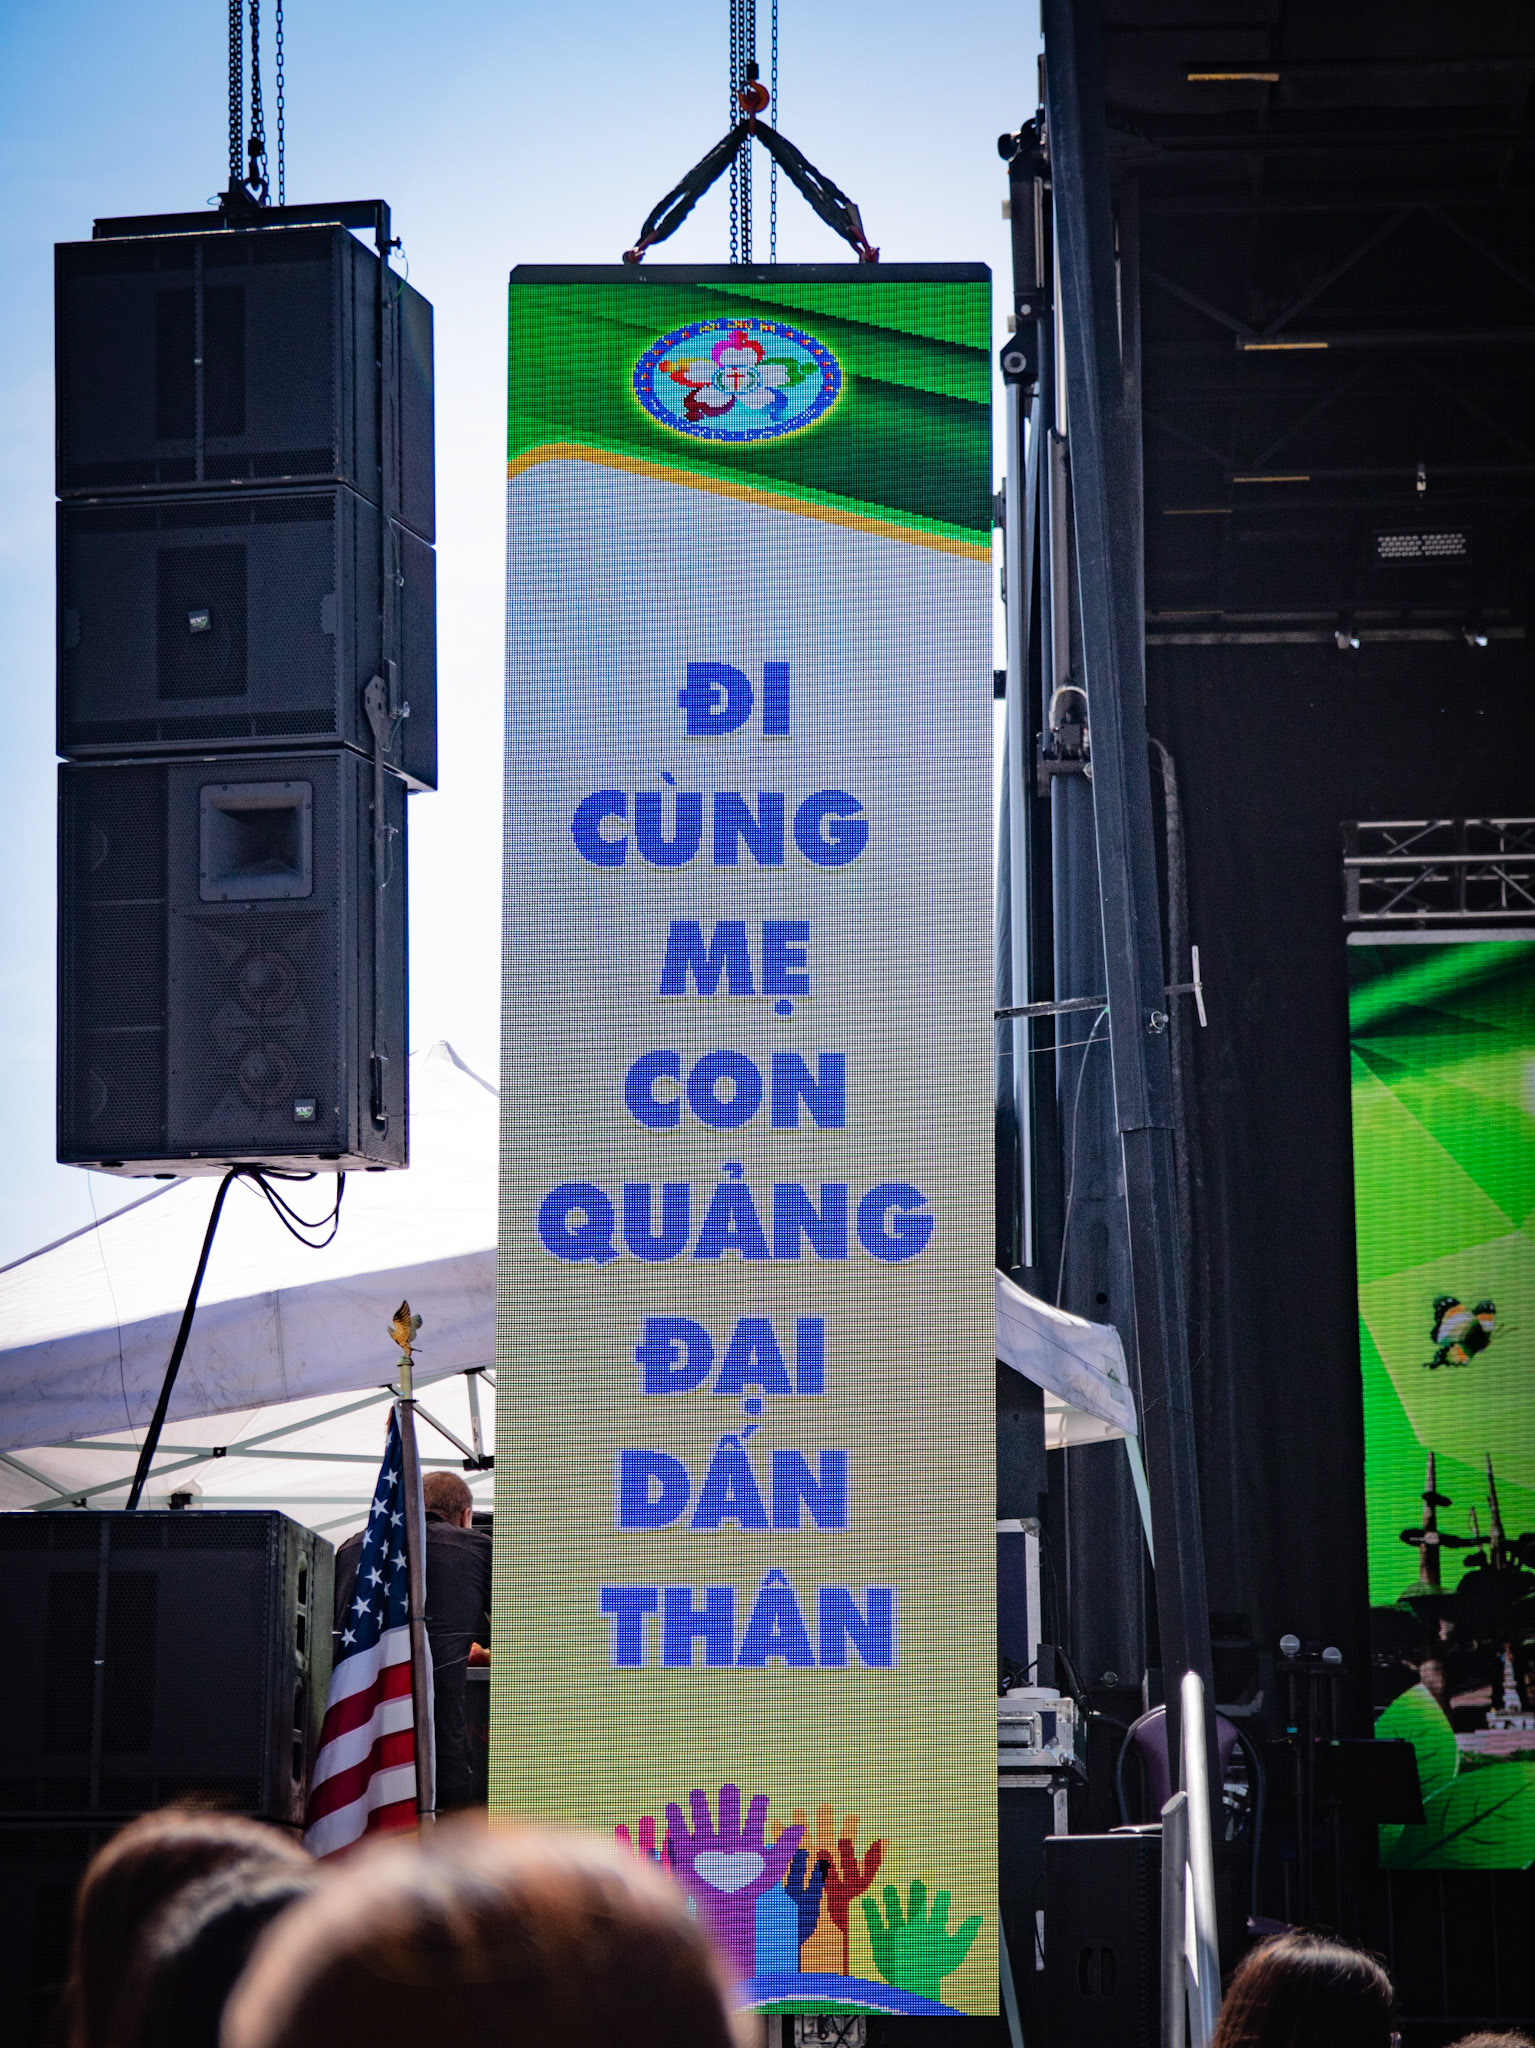 ĐI
CÙNG
MẸ
CON
QUẢNG
ĐẠI
DẤN
THÂN